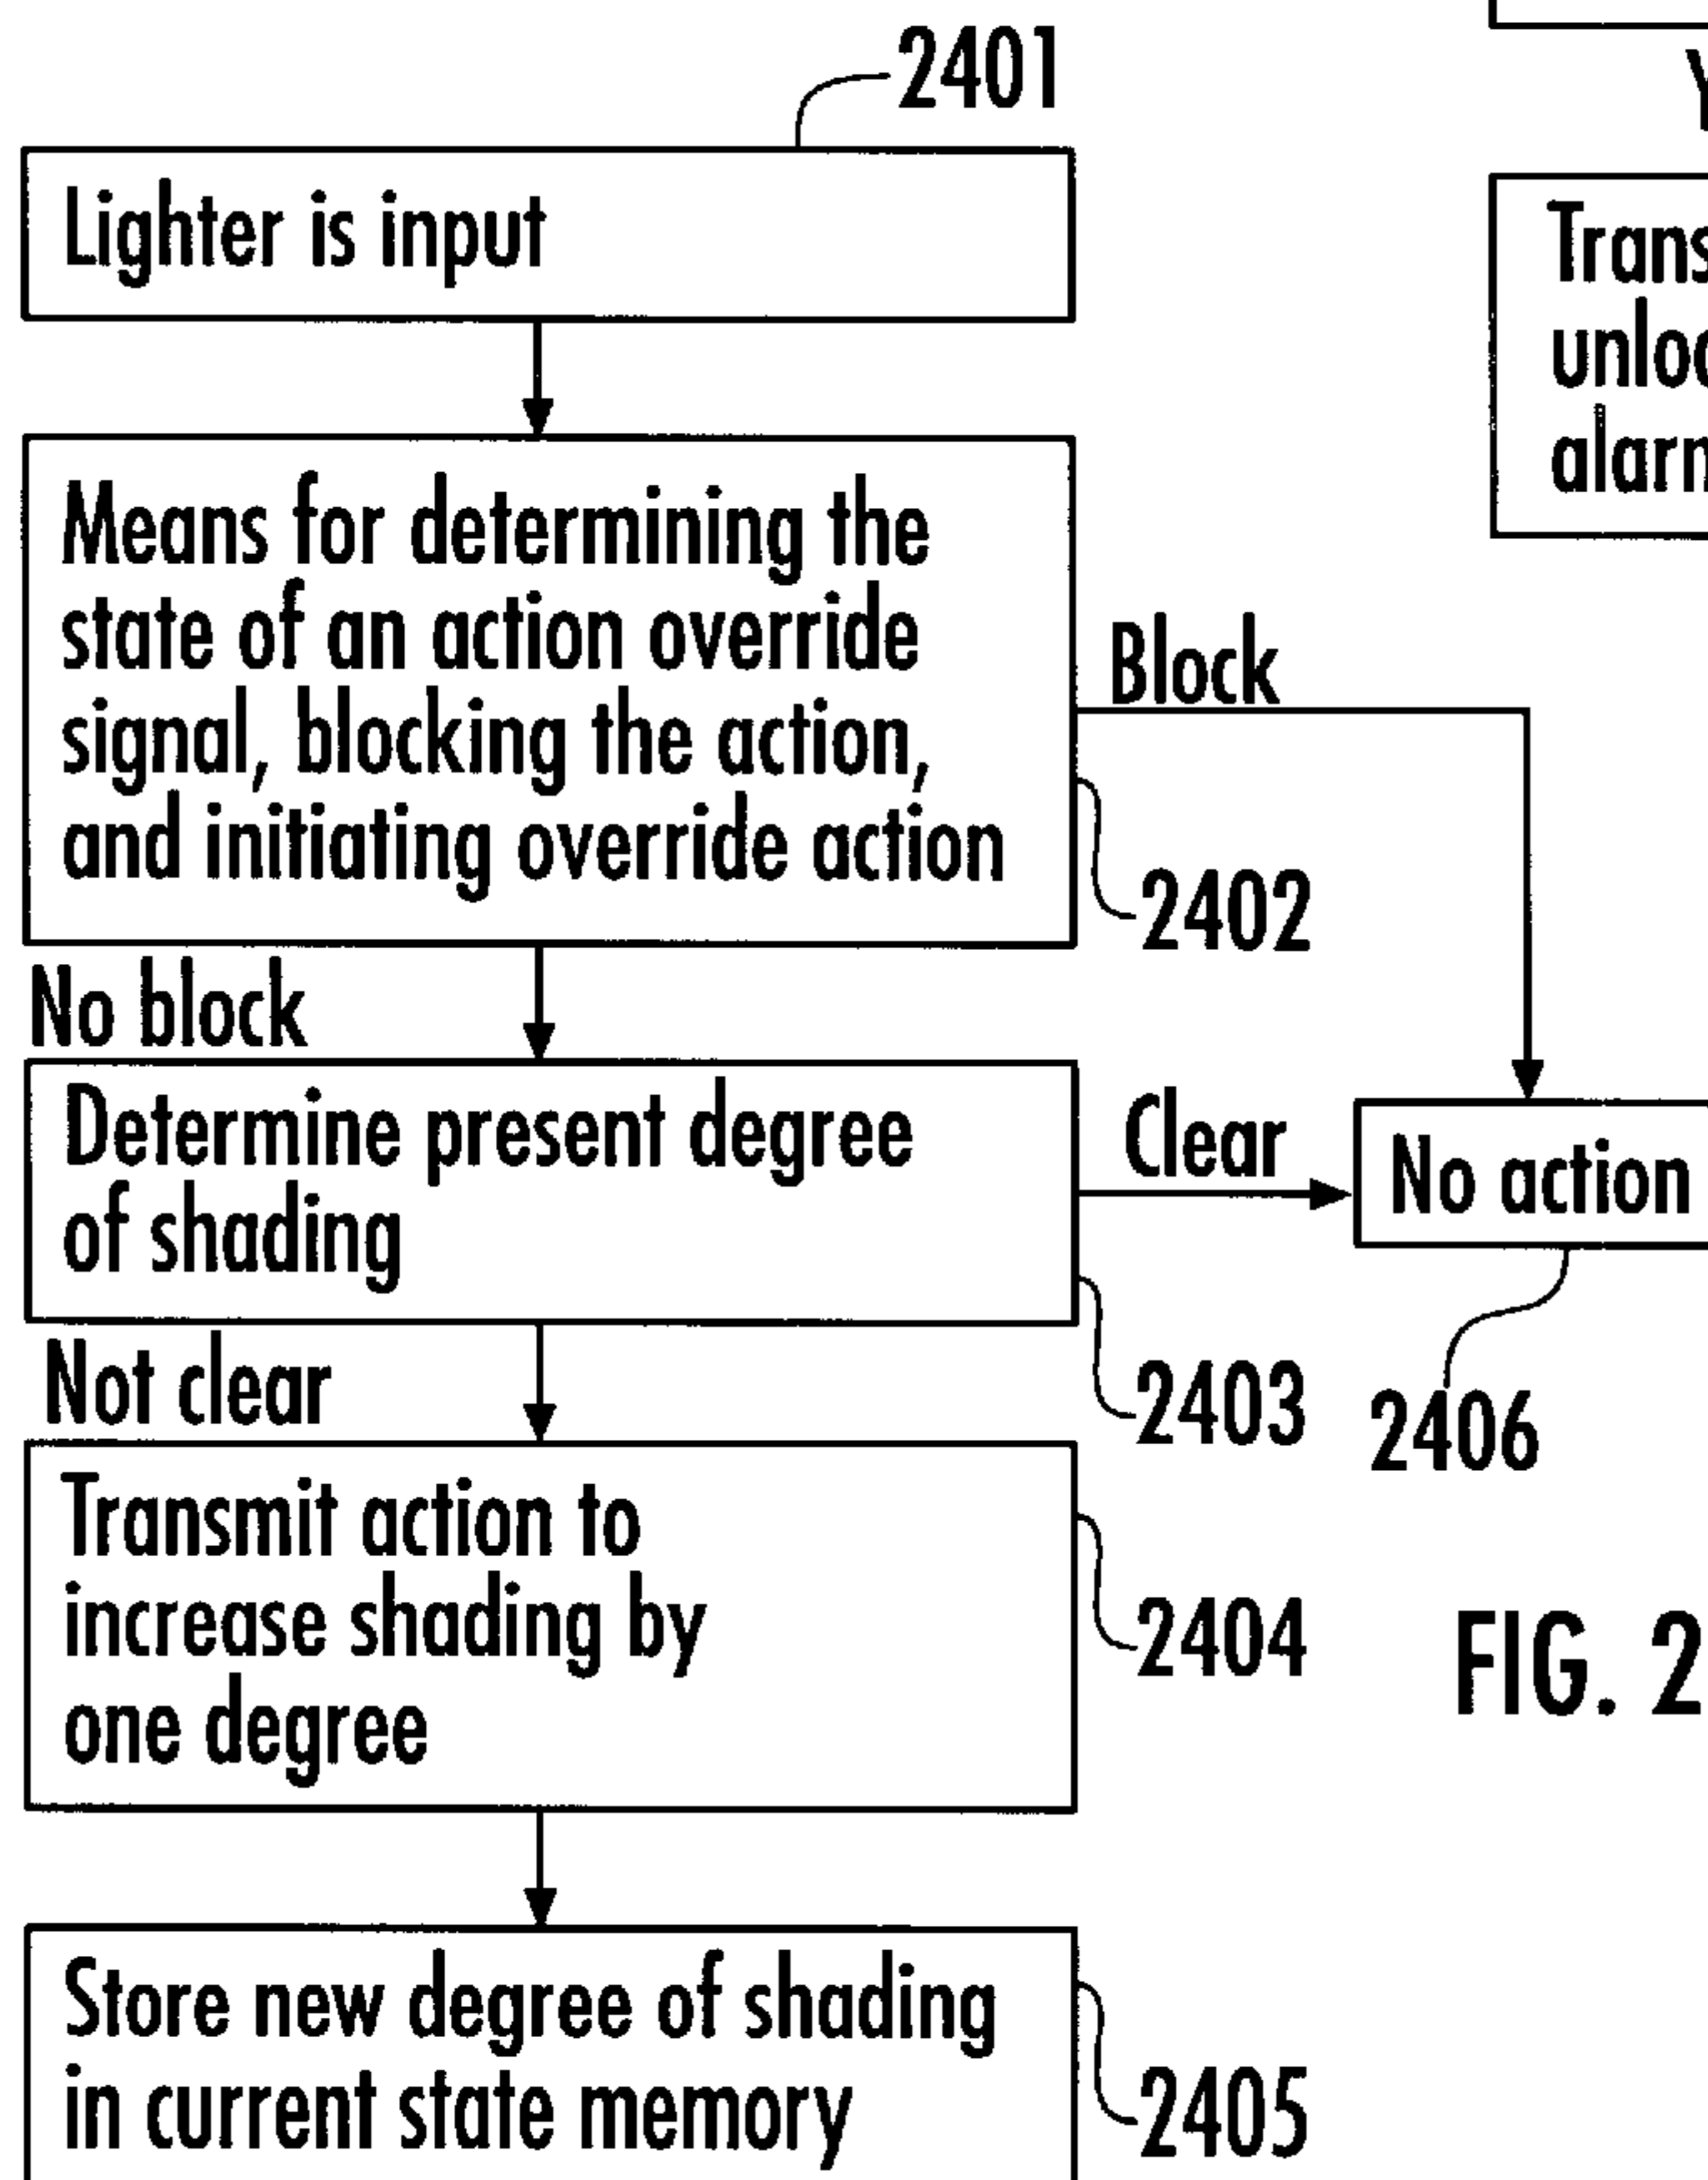 2401
Lighter is input
Means for determining the
state of an action override
signal, blocking the action,
and initiating override action
Block
2402
No block
Determine present degree
of shading
Clear
No action
2403
2406
Not clear
Transmit action to
increase shading by
one degree
2404
FIG. 2
Store new degree of shading
in current state memory
2405